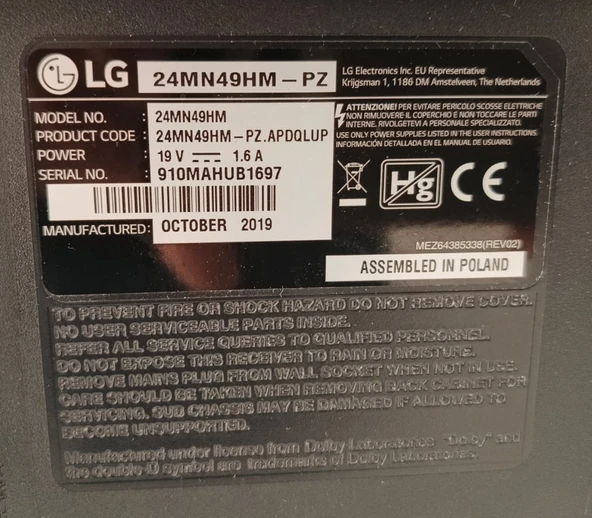 LG 24MN49HM-PZ
LG Electronics Inc. EU Representative
Krijgsman 1, 1186 DM Amstelveen, The Netherlands
MODEL NO. : 24MN49HM
PRODUCT CODE : 24MN49HM-PZ.APDQLUP
POWER : 19 V 1.6 A
SERIAL NO. : 910MAHUB1697
MANUFACTURED: OCTOBER 2019
ATTENZIONE! PER EVITARE PERICOLO SCOSSE ELETTRICHE
NON RIMUOVERE IL COPERCHIO E NON TOCCARE LE PARTI
INTERNE, RIVOLGETEVI A PERSONALE SPECIALIZZATO.
USE ONLY POWER SUPPLIES LISTED IN THE USER INSTRUCTIONS.
INFORMACIÓN DETALLADA EN EL MANUAL DE USUARIO.
Hg CE
MEZ64385338(REV02)
ASSEMBLED IN POLAND
TO PREVENT FIRE OR SHOCK HAZARD DO NOT REMOVE COVER.
NO USER SERVICEABLE PARTS INSIDE.
REFER ALL SERVICE QUERIES TO QUALIFIED PERSONNEL.
DO NOT EXPOSE THIS RECEIVER TO RAIN OR MOISTURE.
REMOVE MAINS PLUG FROM WALL SOCKET WHEN NOT IN USE.
CARE SHOULD BE TAKEN WHEN REMOVING BACK CABINET FOR
SERVICING. SUD CHASSIS MAY BE DAMAGED IF ALLOWED TO
BECOME UNSUPPORTED.
Manufactured under license from Dolby Laboratories. "Dolby" and
the double-D symbol are trademarks of Dolby Laboratories.